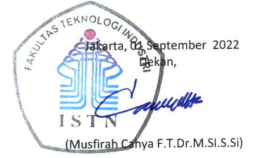 FAKULTAS TEKNOLOGI INDUSTRI
Jakarta, 01 September 2022
Dekan,
ISTN
(Musfirah Cahya F.T.Dr.M.SI.S.Si)